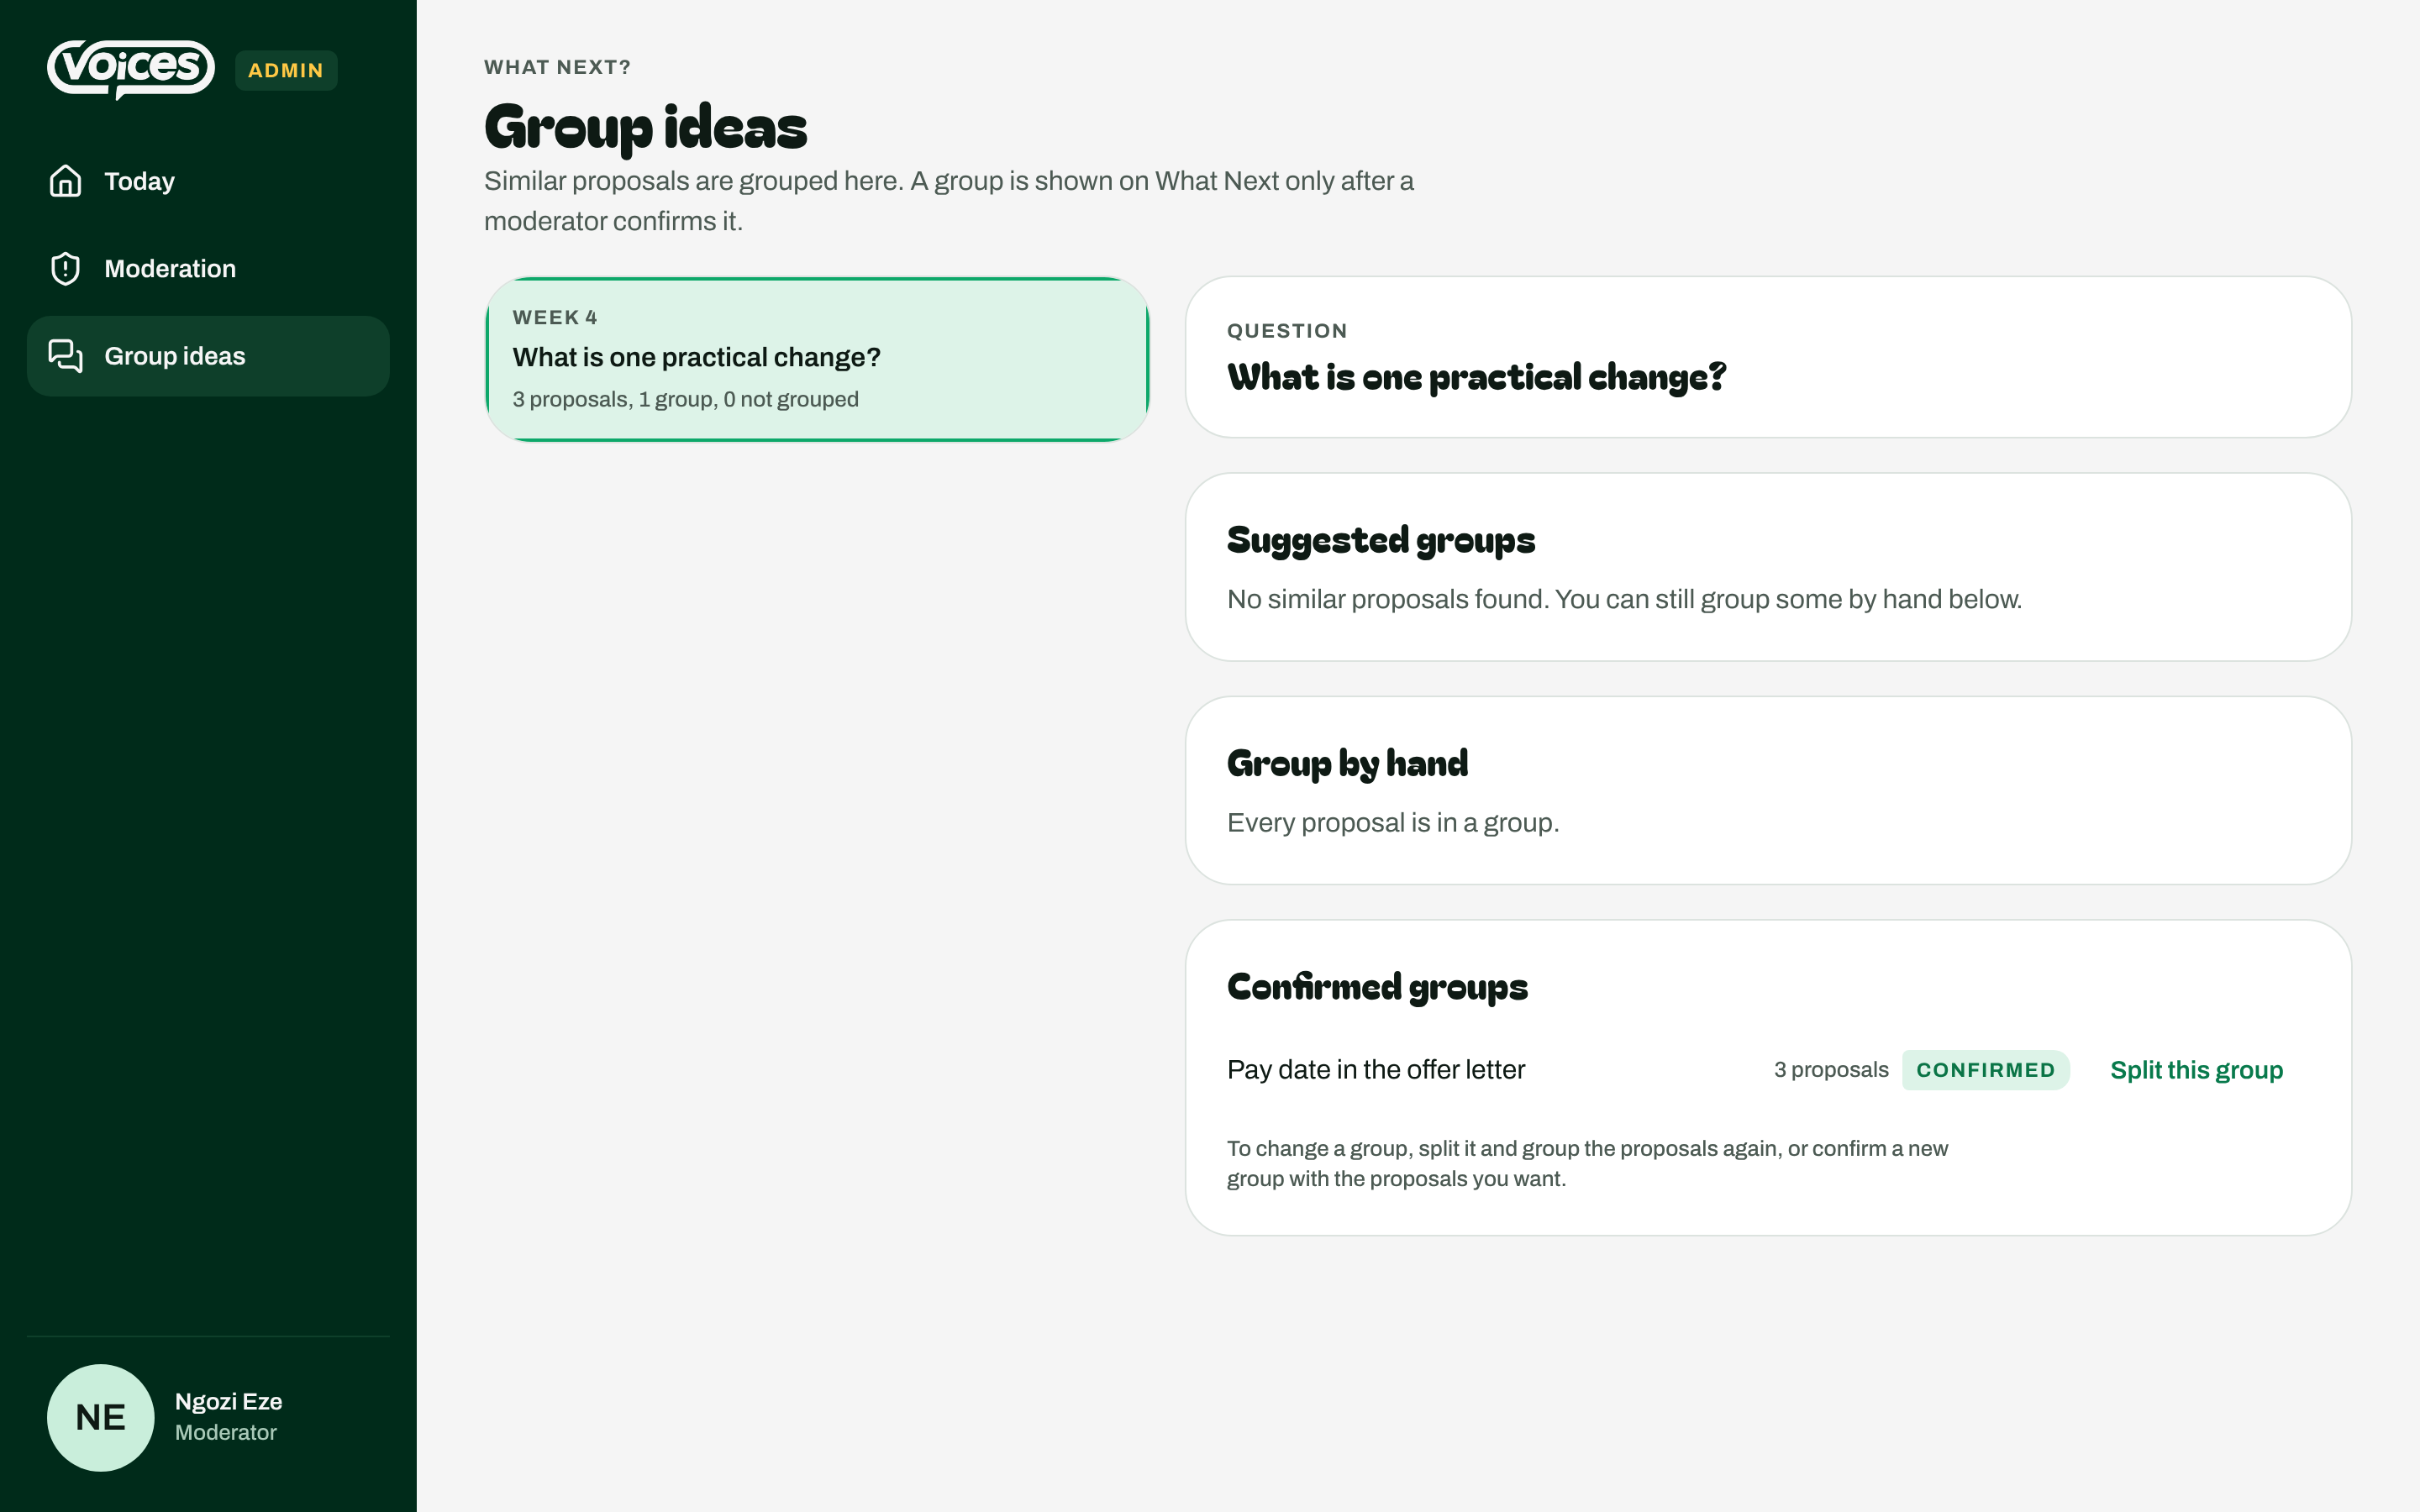 Voices
ADMIN
Today
Moderation
Group ideas
NE
Ngozi Eze
Moderator
WHAT NEXT?
Group ideas
Similar proposals are grouped here. A group is shown on What Next only after a
moderator confirms it.
WEEK 4
What is one practical change?
3 proposals, 1 group, 0 not grouped
QUESTION
What is one practical change?
Suggested groups
No similar proposals found. You can still group some by hand below.
Group by hand
Every proposal is in a group.
Confirmed groups
Pay date in the offer letter
3 proposals
CONFIRMED
Split this group
To change a group, split it and group the proposals again, or confirm a new
group with the proposals you want.